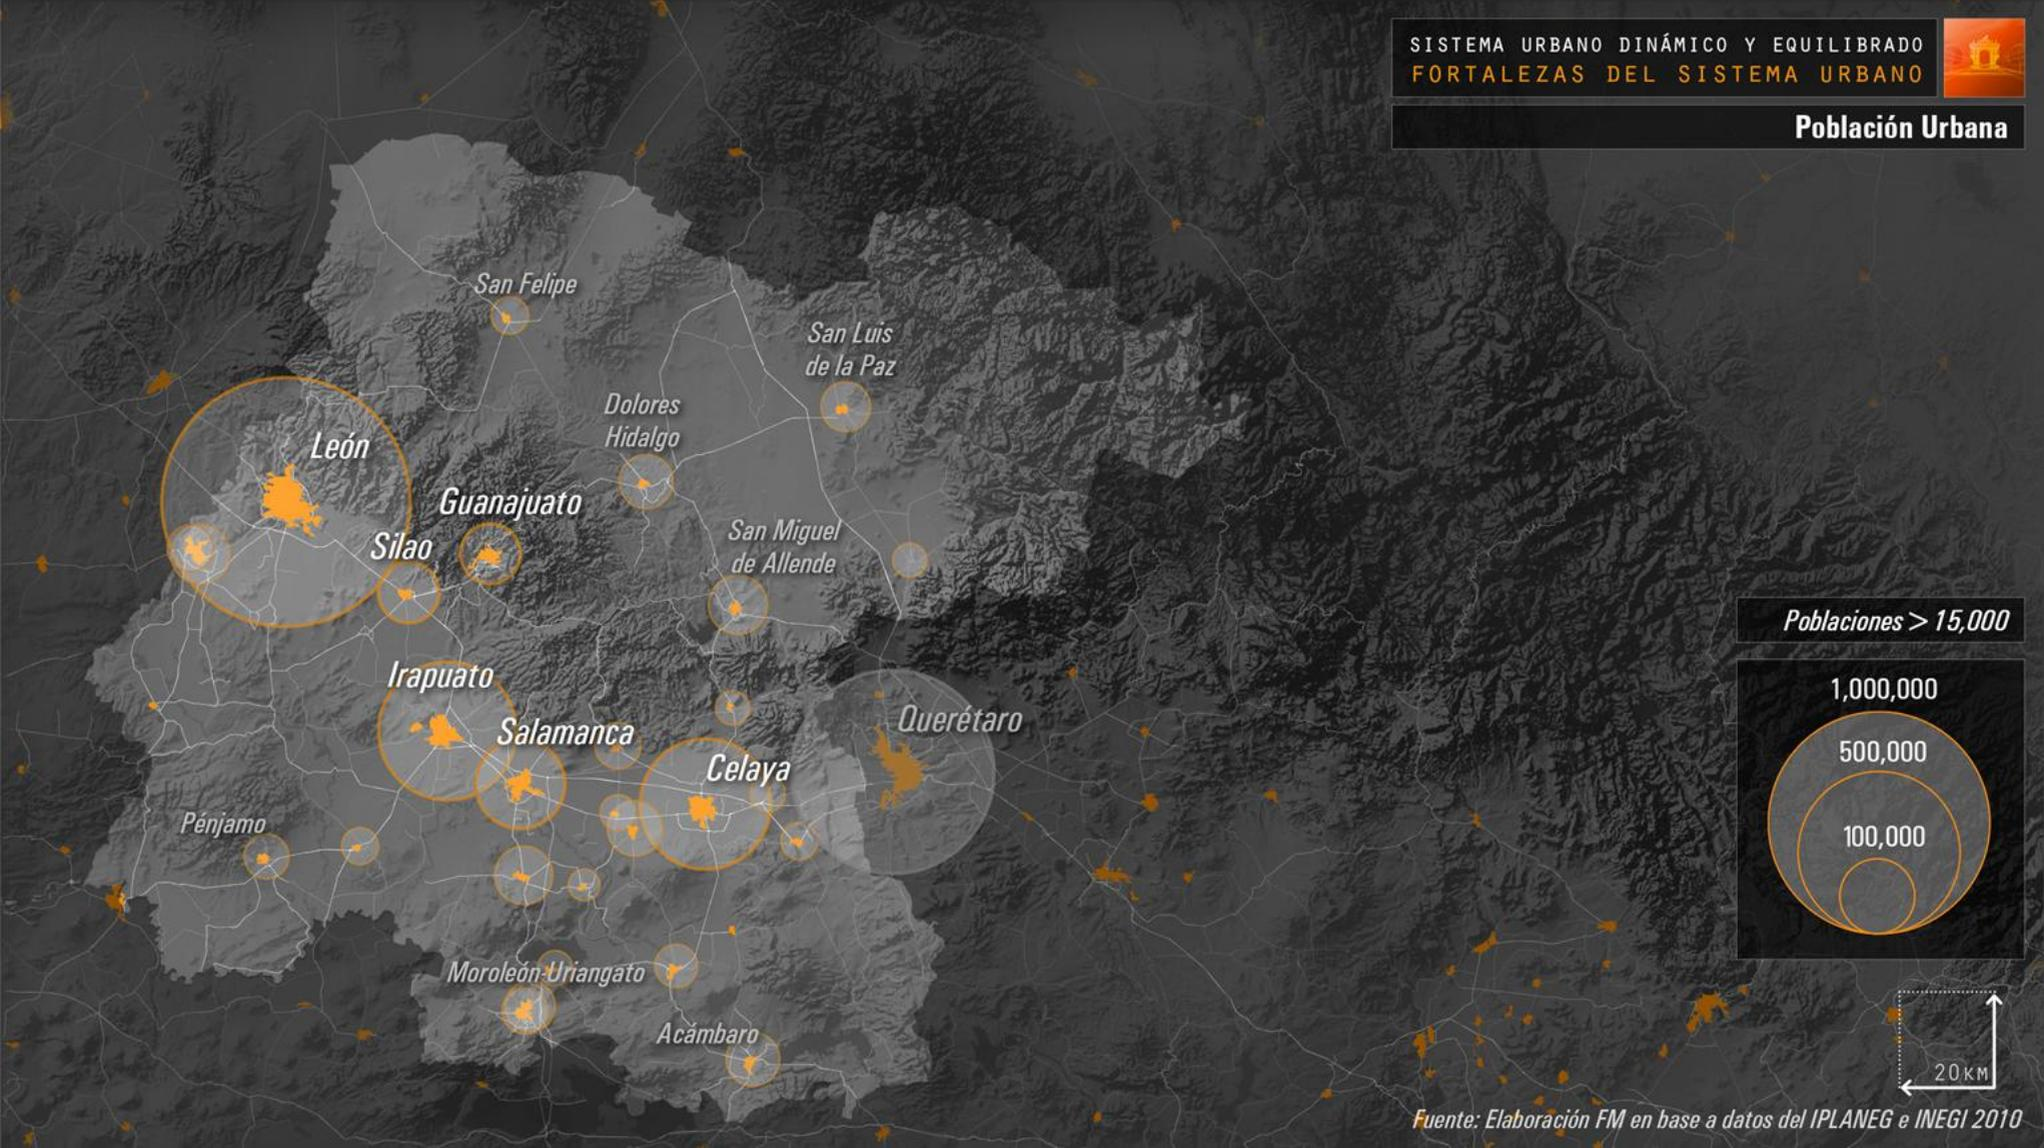 SISTEMA URBANO DINÁMICO Y EQUILIBRADO
FORTALEZAS DEL SISTEMA URBANO
Población Urbana
San Felipe
San Luis
de la Paz
Dolores
Hidalgo
León
Guanajuato
Silao
San Miguel
de Allende
Irapuato
Salamanca
Querétaro
Celaya
Pénjamo
Moroleón-Uriangato
Acámbaro
Poblaciones > 15,000
1,000,000
500,000
100,000
20 KM
Fuente: Elaboración FM en base a datos del IPLANEG e INEGI 2010